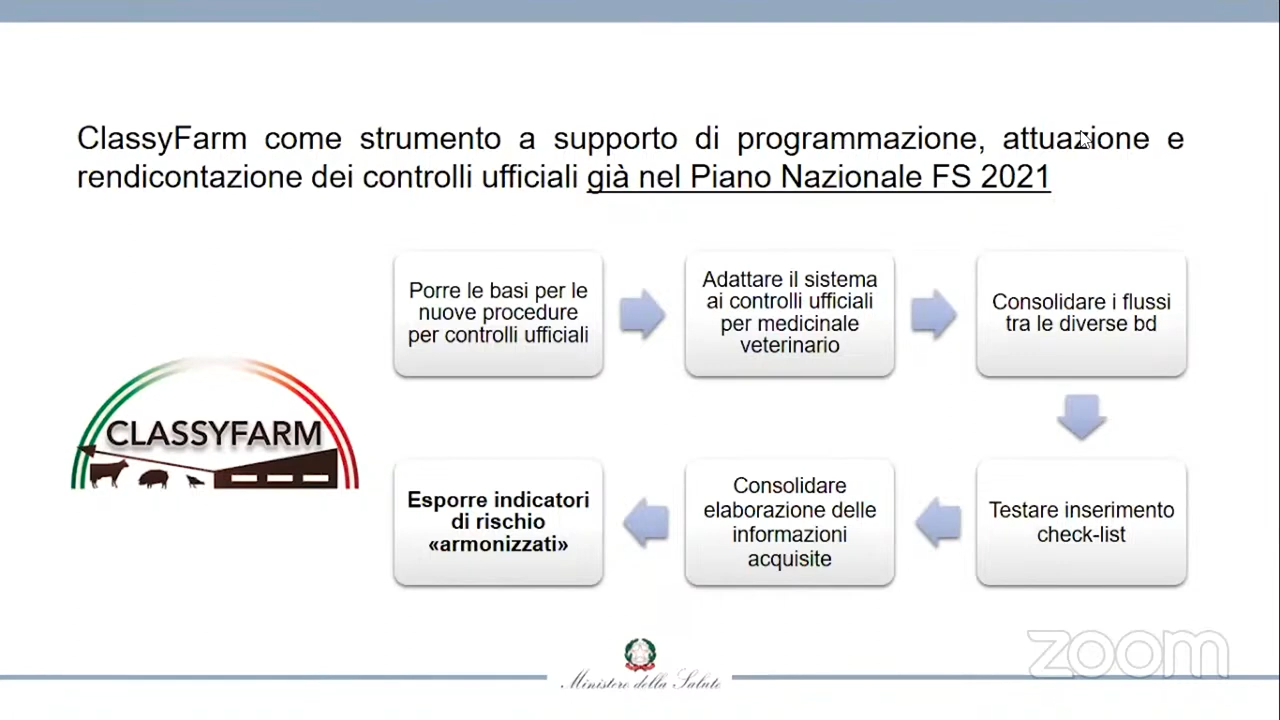 ClassyFarm come strumento a supporto di programmazione, attuazione e
rendicontazione dei controlli ufficiali già nel Piano Nazionale FS 2021
Porre le basi per le
nuove procedure
per controlli ufficiali
Adattare il sistema
ai controlli ufficiali
per medicinale
veterinario
Consolidare i flussi
tra le diverse bd
Testare inserimento
check-list
Consolidare
elaborazione delle
informazioni
acquisite
Esporre indicatori
di rischio
«armonizzati»
CLASSYFARM
Ministero della Salute
zoom